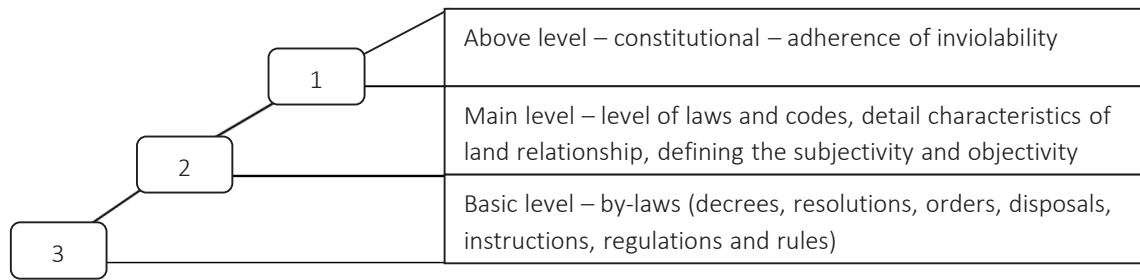 1
Above level – constitutional – adherence of inviolability
2
Main level – level of laws and codes, detail characteristics of
land relationship, defining the subjectivity and objectivity
3
Basic level – by-laws (decrees, resolutions, orders, disposals,
instructions, regulations and rules)